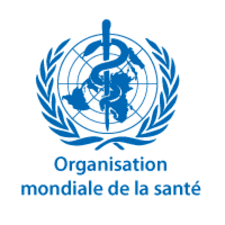 Organisation
mondiale de la santé